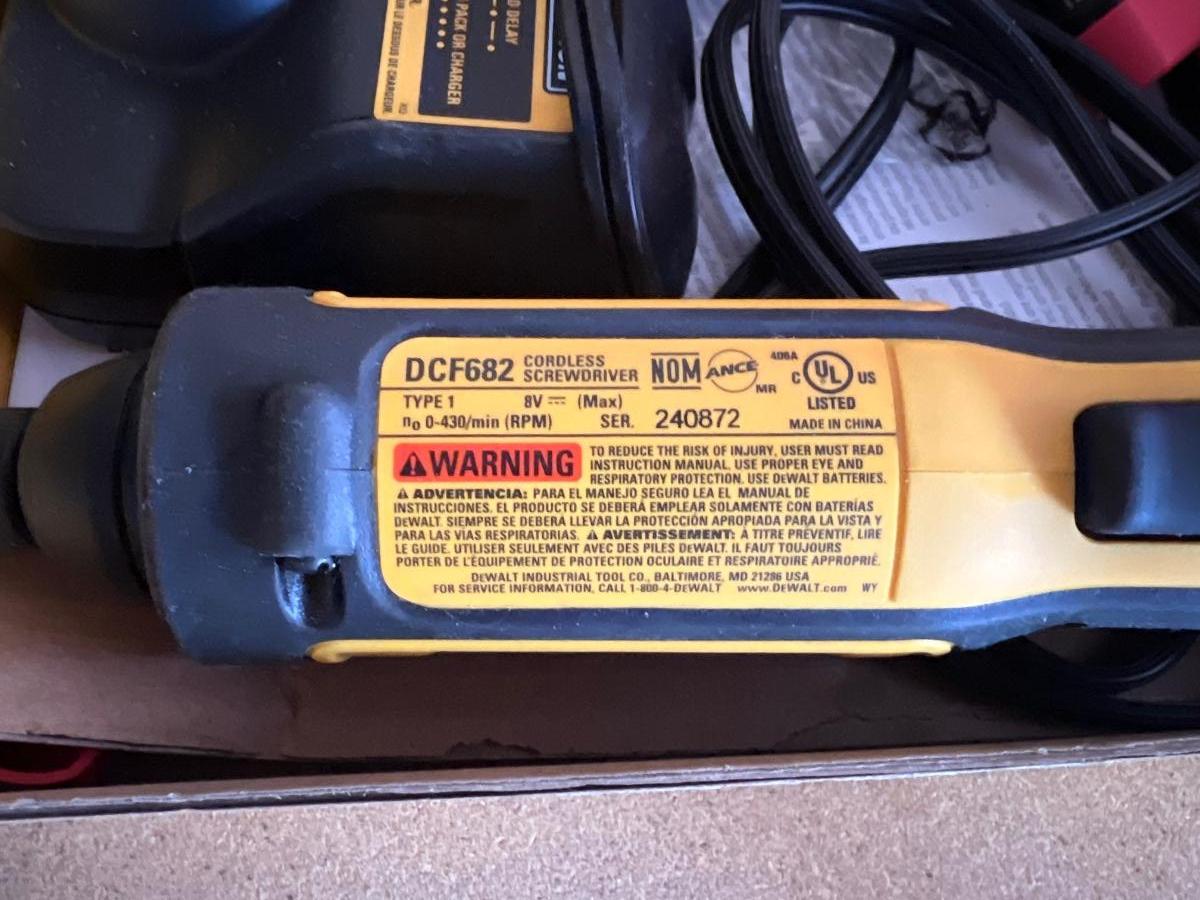 D DELAY
PACK OR CHARGER
UR LE DESSOUS DE CHARGEUR
DCF682 CORDLESS SCREWDRIVER
NOM ANCE MR
406A
C UL US
LISTED
TYPE 1 8V ⎓ (Max)
n₀ 0-430/min (RPM) SER. 240872
MADE IN CHINA
⚠WARNING
TO REDUCE THE RISK OF INJURY, USER MUST READ
INSTRUCTION MANUAL. USE PROPER EYE AND
RESPIRATORY PROTECTION. USE DeWALT BATTERIES.
⚠ ADVERTENCIA: PARA EL MANEJO SEGURO LEA EL MANUAL DE
INSTRUCCIONES. EL PRODUCTO SE DEBERÁ EMPLEAR SOLAMENTE CON BATERÍAS
DeWALT. SIEMPRE SE DEBERÁ LLEVAR LA PROTECCIÓN APROPIADA PARA LA VISTA Y
PARA LAS VÍAS RESPIRATORIAS. ⚠ AVERTISSEMENT: À TITRE PRÉVENTIF, LIRE
LE GUIDE. UTILISER SEULEMENT AVEC DES PILES DeWALT. IL FAUT TOUJOURS
PORTER DE L'ÉQUIPEMENT DE PROTECTION OCULAIRE ET RESPIRATOIRE APPROPRIÉ.
DeWALT INDUSTRIAL TOOL CO., BALTIMORE, MD 21286 USA
FOR SERVICE INFORMATION, CALL 1-800-4-DeWALT www.DeWALT.com WY